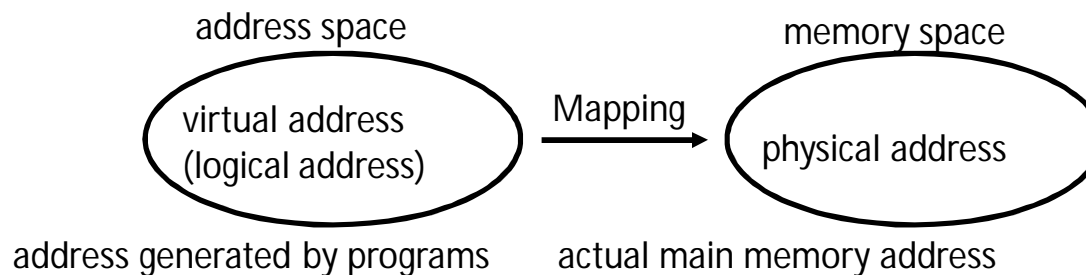 address space
memory space
virtual address
(logical address)
Mapping
physical address
address generated by programs
actual main memory address